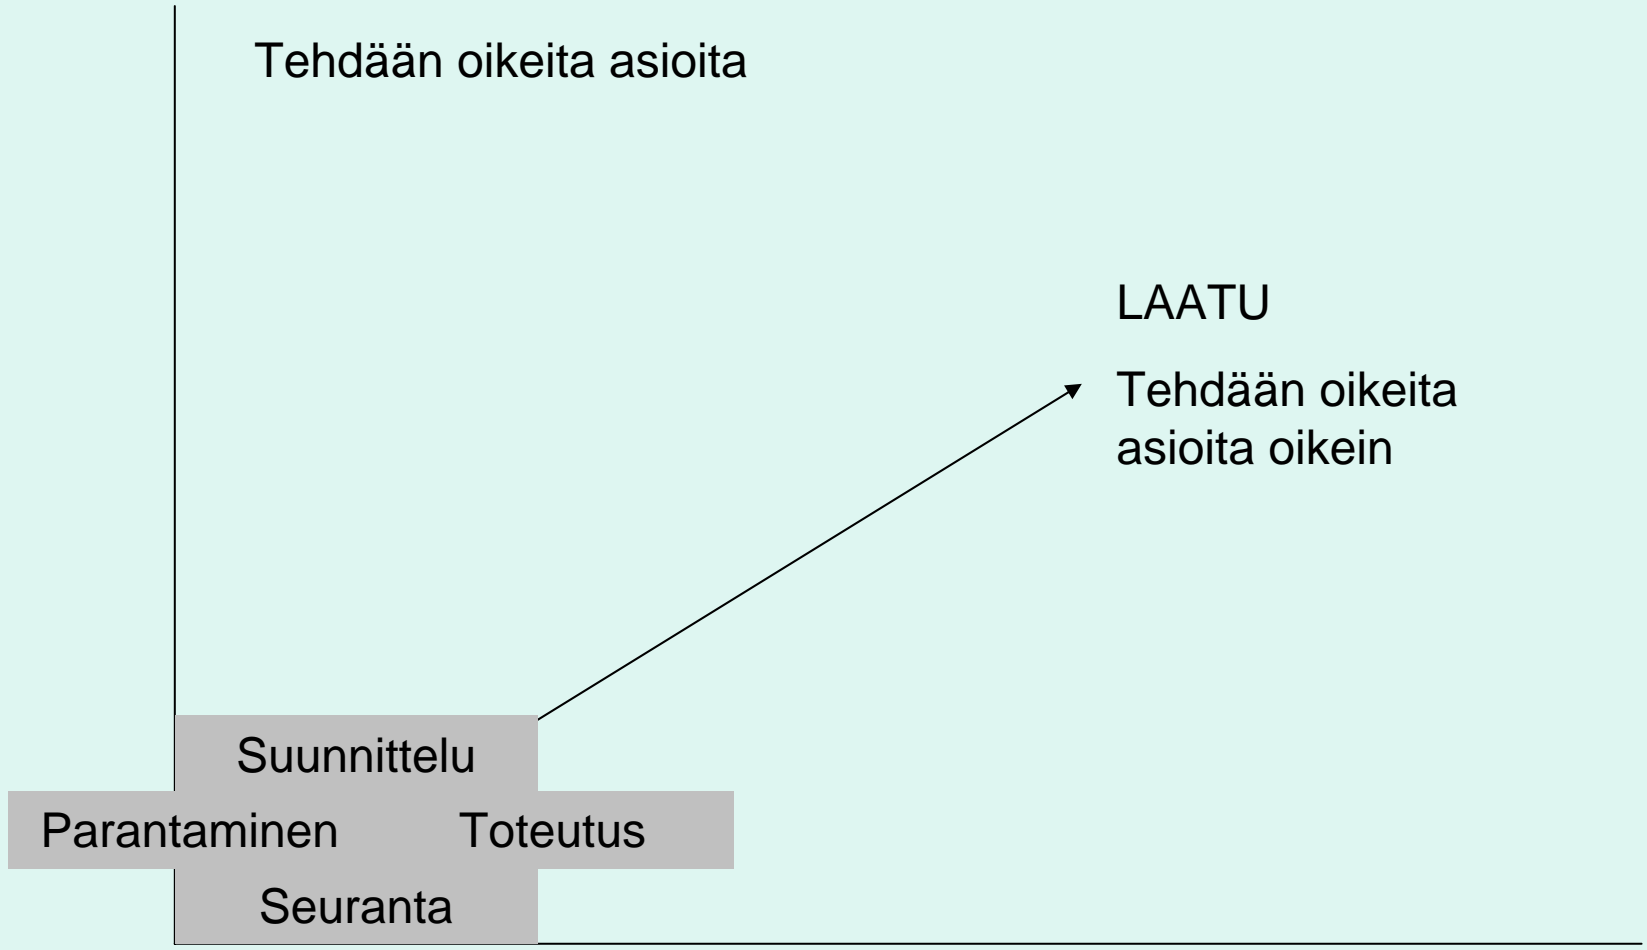 Tehdään oikeita asioita
LAATU
Tehdään oikeita
asioita oikein
Suunnittelu
Parantaminen Toteutus
Seuranta